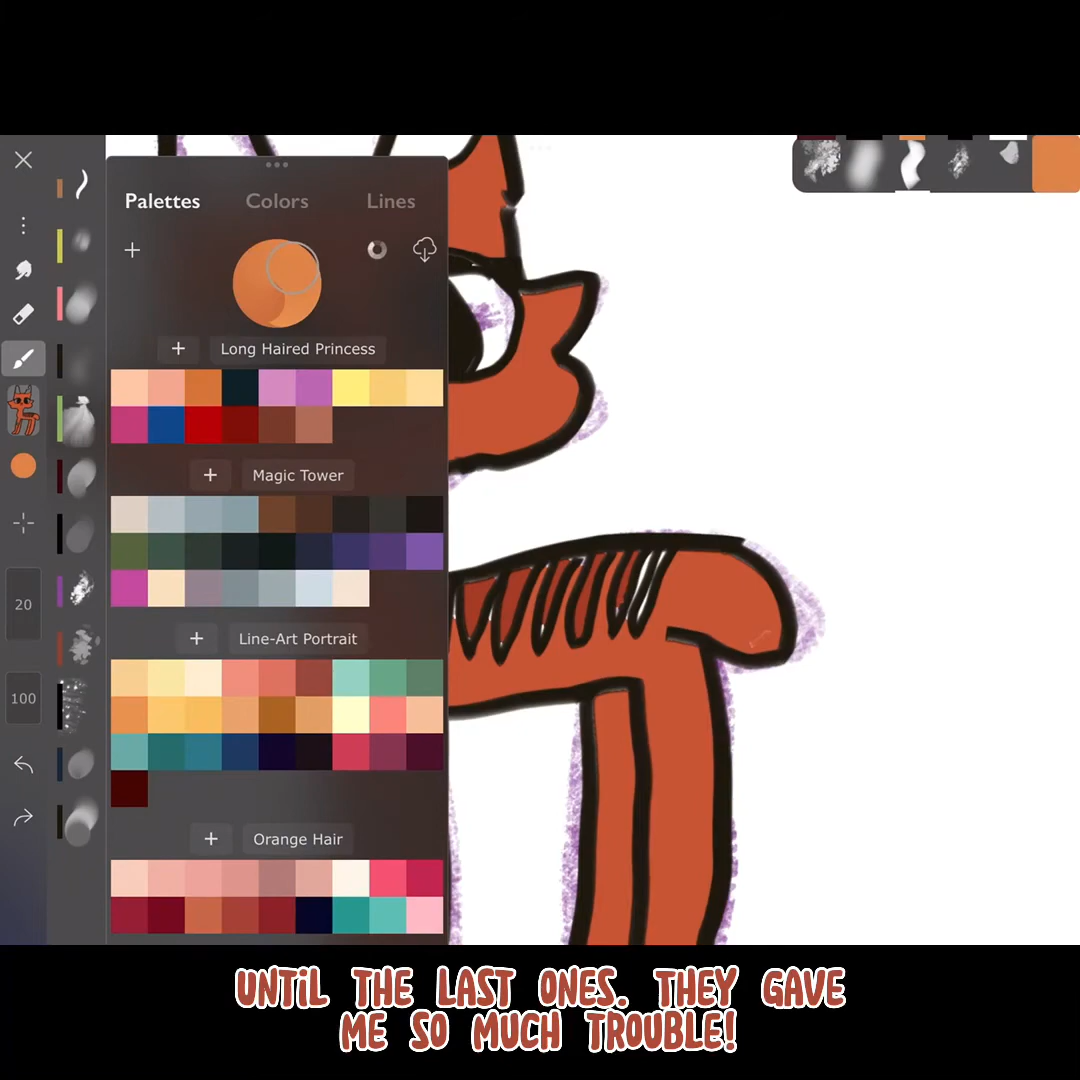 Palettes Colors Lines
Long Haired Princess
Magic Tower
20
Line-Art Portrait
100
Orange Hair
UNTIL THE LAST ONES. THEY GAVE
ME SO MUCH TROUBLE!